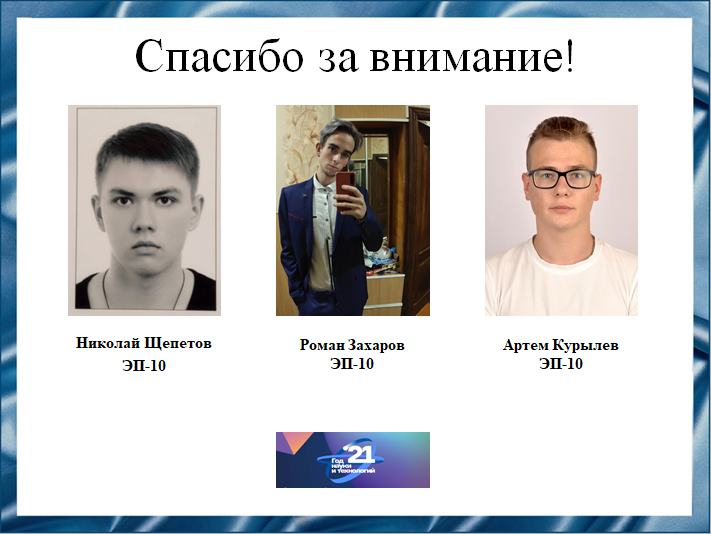 Спасибо за внимание!
Николай Щепетов
ЭП-10
Роман Захаров
ЭП-10
Артем Курылев
ЭП-10
'21
Год
науки
и технологий